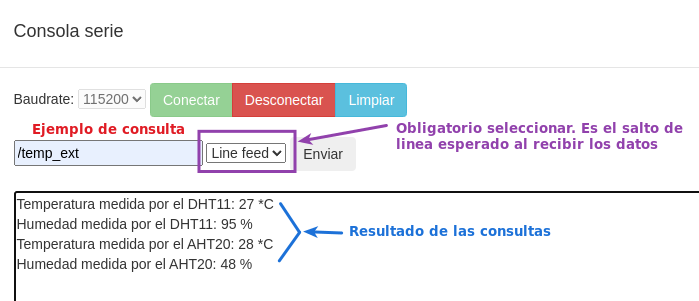 Consola serie
Baudrate: 115200 Conectar Desconectar Limpiar
Ejemplo de consulta
Obligatorio seleccionar. Es el salto de
linea esperado al recibir los datos
/temp_ext Line feed Enviar
Temperatura medida por el DHT11: 27 *C
Humedad medida por el DHT11: 95 %
Resultado de las consultas
Temperatura medida por el AHT20: 28 *C
Humedad medida por el AHT20: 48 %